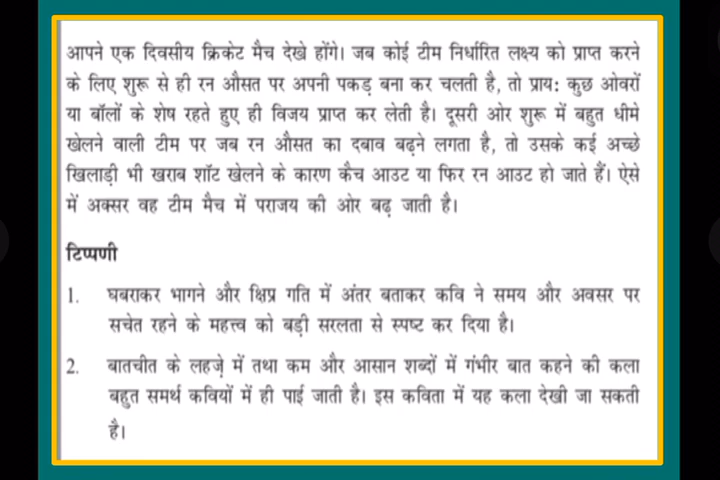 आपने एक दिवसीय क्रिकेट मैच देखे होंगे। जब कोई टीम निर्धारित लक्ष्य को प्राप्त करने
के लिए शुरू से ही रन औसत पर अपनी पकड़ बना कर चलती है, तो प्राय: कुछ ओवरों
या बॉलों के शेष रहते हुए ही विजय प्राप्त कर लेती है। दूसरी ओर शुरू में बहुत धीमे
खेलने वाली टीम पर जब रन औसत का दबाव बढ़ने लगता है, तो उसके कई अच्छे
खिलाड़ी भी खराब शॉट खेलने के कारण कैच आउट या फिर रन आउट हो जाते हैं। ऐसे
में अक्सर वह टीम मैच में पराजय की ओर बढ़ जाती है।
टिप्पणी
1. घबराकर भागने और क्षिप्र गति में अंतर बताकर कवि ने समय और अवसर पर
सचेत रहने के महत्त्व को बड़ी सरलता से स्पष्ट कर दिया है।
2. बातचीत के लहज़े में तथा कम और आसान शब्दों में गंभीर बात कहने की कला
बहुत समर्थ कवियों में ही पाई जाती है। इस कविता में यह कला देखी जा सकती
है।